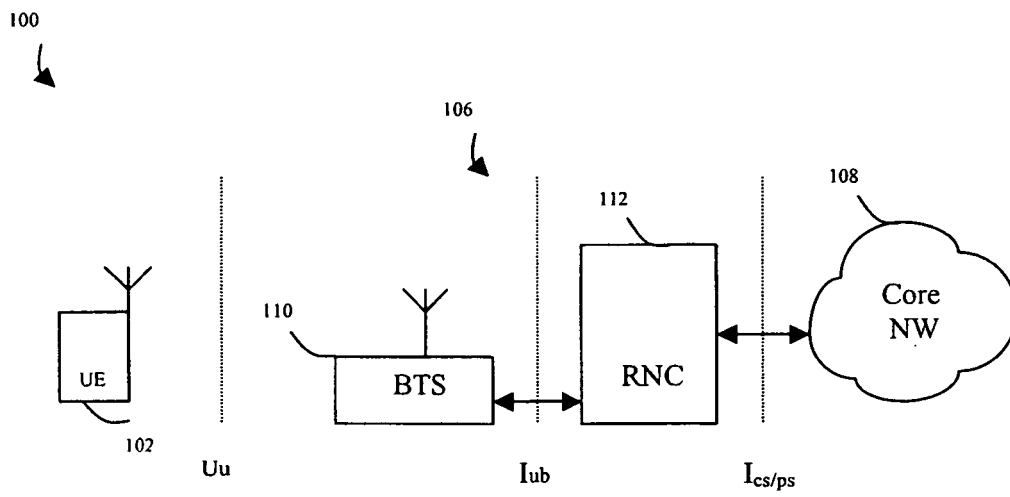 100
106
108
112
110
Core
NW
UE
BTS
RNC
102
Uu
Iub
Ics/ps